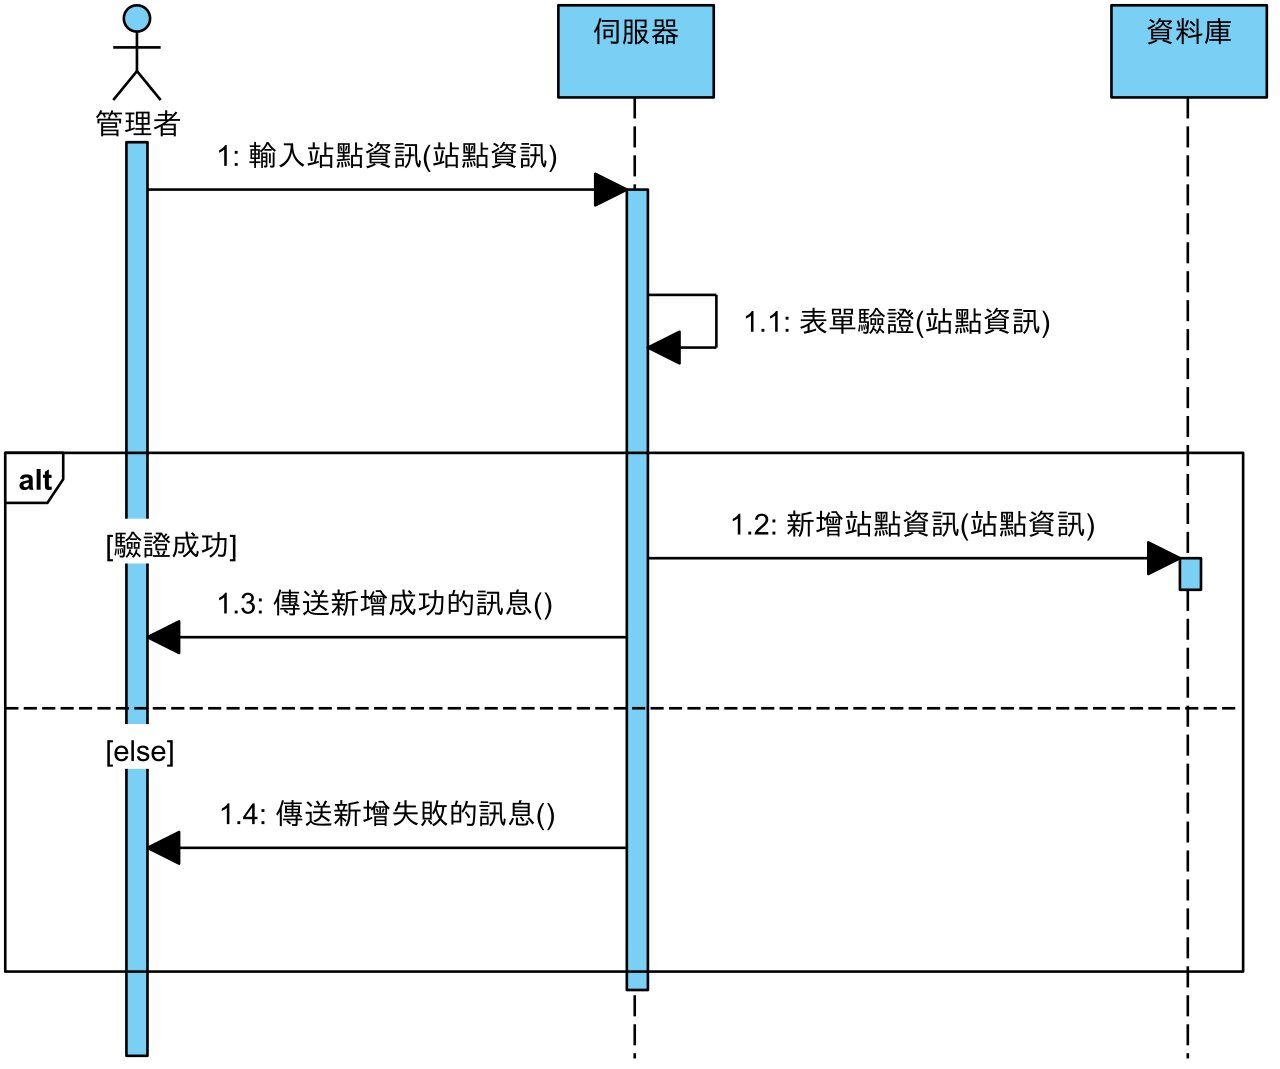 伺服器
資料庫
管理者
1: 輸入站點資訊(站點資訊)
1.1: 表單驗證(站點資訊)
alt
1.2: 新增站點資訊(站點資訊)
[驗證成功]
1.3: 傳送新增成功的訊息()
[else]
1.4: 傳送新增失敗的訊息()